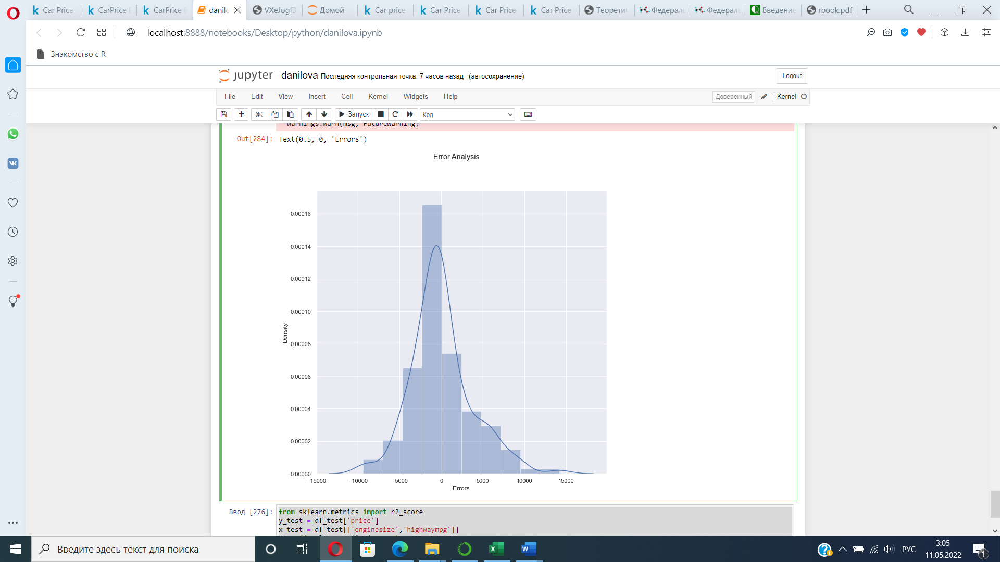 Car Price
CarPrice P
CarPrice P
danilc
VXeJogf3
Домой
Car price
Car Price
Car Price
Car Price
Теоретич
Федераль
Федераль
Введение
rbook.pdf
localhost:8888/notebooks/Desktop/python/danilova.ipynb
Знакомство с R
jupyter danilova Последняя контрольная точка: 7 часов назад (автосохранение)
Logout
File Edit View Insert Cell Kernel Widgets Help
Доверенный Kernel
Запуск Код
warnings.warn(msg, FutureWarning)
Out[284]: Text(0.5, 0, 'Errors')
Error Analysis
0.00016
0.00014
0.00012
0.00010
0.00008
0.00006
0.00004
0.00002
0.00000
Density
−15000 −10000 −5000 0 5000 10000 15000
Errors
Ввод [276]: from sklearn.metrics import r2_score
y_test = df_test['price']
x_test = df_test[['enginesize','highwaympg']]
Введите здесь текст для поиска
РУС
3:05
11.05.2022
1